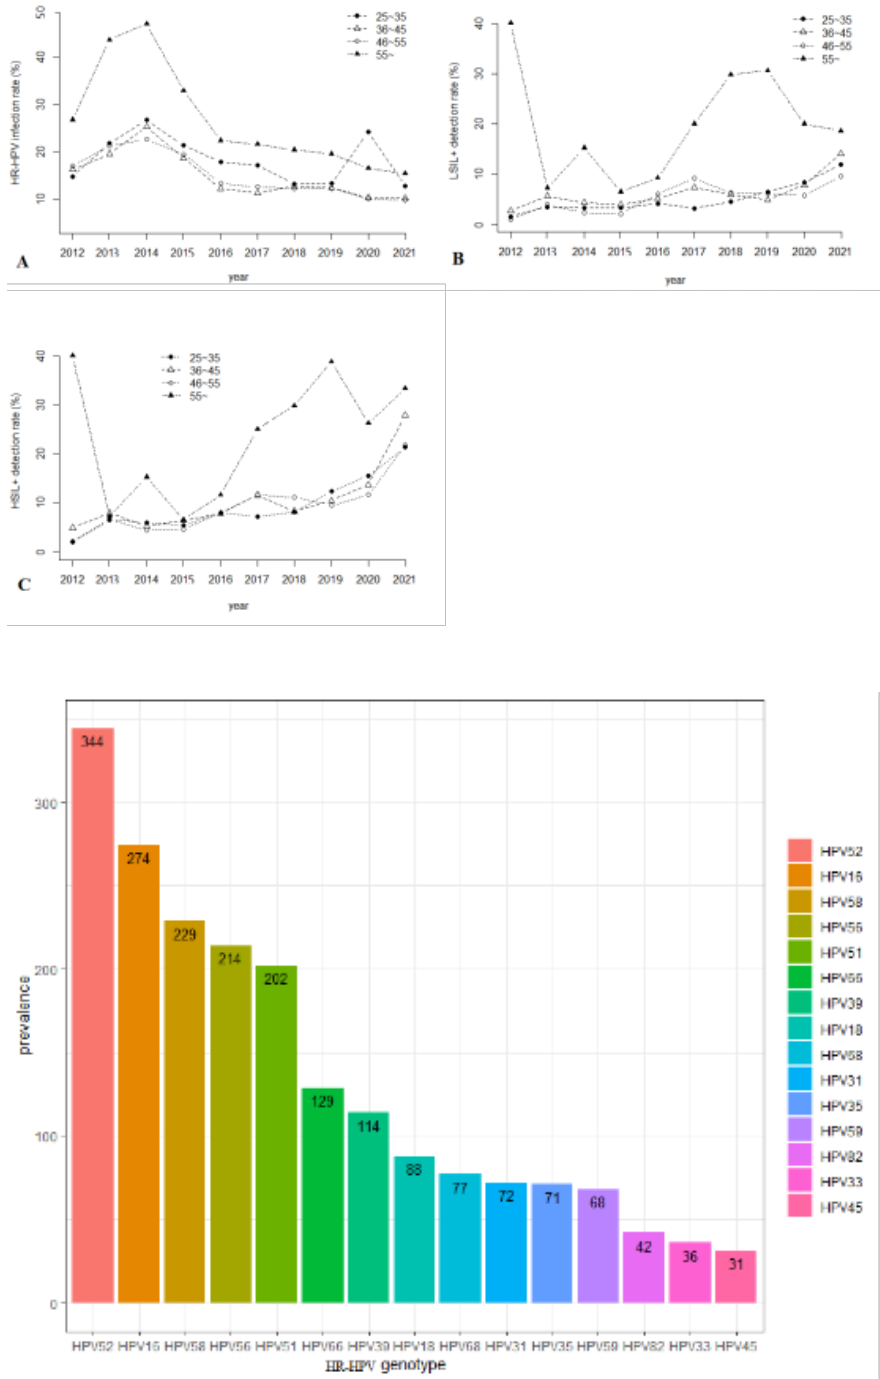 HR-HPV infection rate (%)
50
40
30
20
10
25~35
36~45
46~55
55~
2012 2013 2014 2015 2016 2017 2018 2019 2020 2021
A
year
LSIL+ detection rate (%)
40
30
20
10
0
25~35
36~45
46~55
55~
2012 2013 2014 2015 2016 2017 2018 2019 2020 2021
B
year
HSIL+ detection rate (%)
40
30
20
10
0
25~35
36~45
46~55
55~
2012 2013 2014 2015 2016 2017 2018 2019 2020 2021
C
year
prevalence
300
200
100
0
344
274
229
214
202
129
114
88
77
72
71
68
42
36
31
HPV52 HPV16 HPV58 HPV56 HPV51 HPV66 HPV39 HPV18 HPV68 HPV31 HPV35 HPV59 HPV82 HPV33 HPV45
HR-HPV genotype
HPV52
HPV16
HPV58
HPV56
HPV51
HPV66
HPV39
HPV18
HPV68
HPV31
HPV35
HPV59
HPV82
HPV33
HPV45